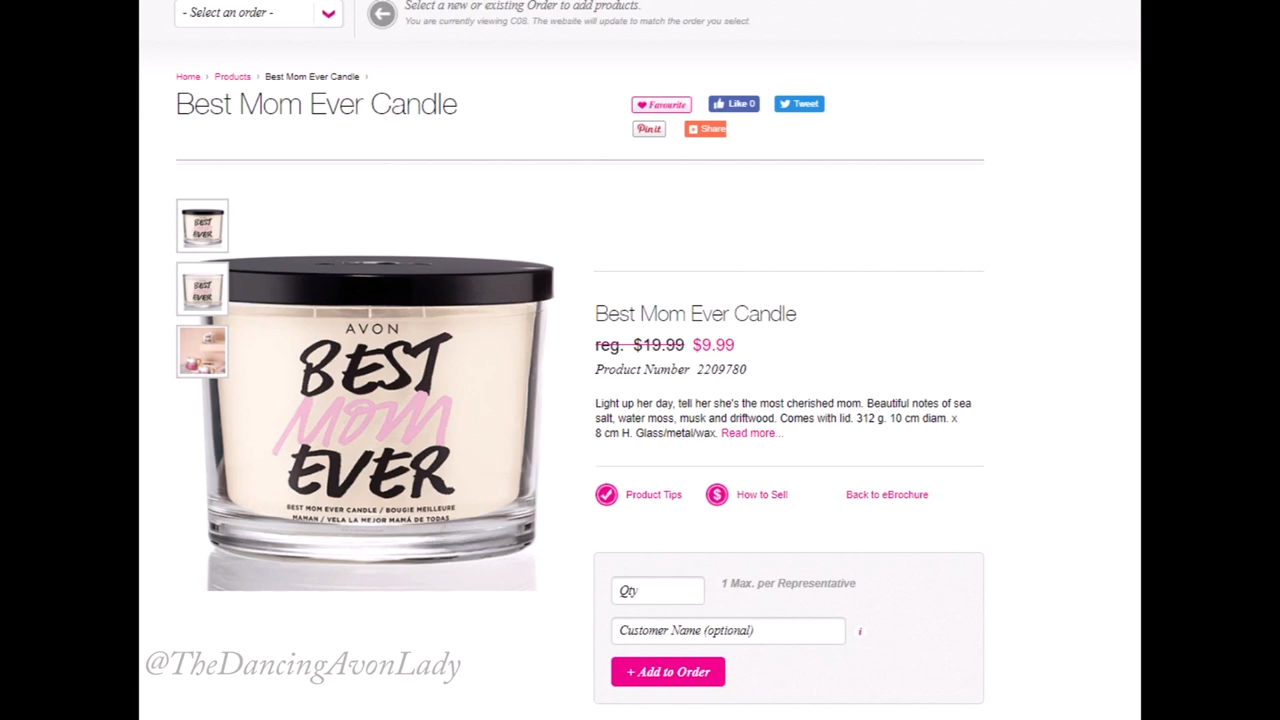 - Select an order -
Select a new or existing Order to add products.
You are currently viewing C08. The website will update to match the order you select.
Home › Products › Best Mom Ever Candle ›
Best Mom Ever Candle
Favourite
Like 0
Tweet
Pinit
Share
BEST
EVER
BEST
EVER
AVON
BEST
Mom
EVER
BEST MOM EVER CANDLE / BOUGIE MEILLEURE
MAMAN / VELA LA MEJOR MAMÁ DE TODAS
Best Mom Ever Candle
reg. $19.99 $9.99
Product Number 2209780
Light up her day, tell her she's the most cherished mom. Beautiful notes of sea
salt, water moss, musk and driftwood. Comes with lid. 312 g. 10 cm diam. x
8 cm H. Glass/metal/wax. Read more...
Product Tips
How to Sell
Back to eBrochure
Qty
1 Max. per Representative
Customer Name (optional)
i
+ Add to Order
@TheDancingAvonLady